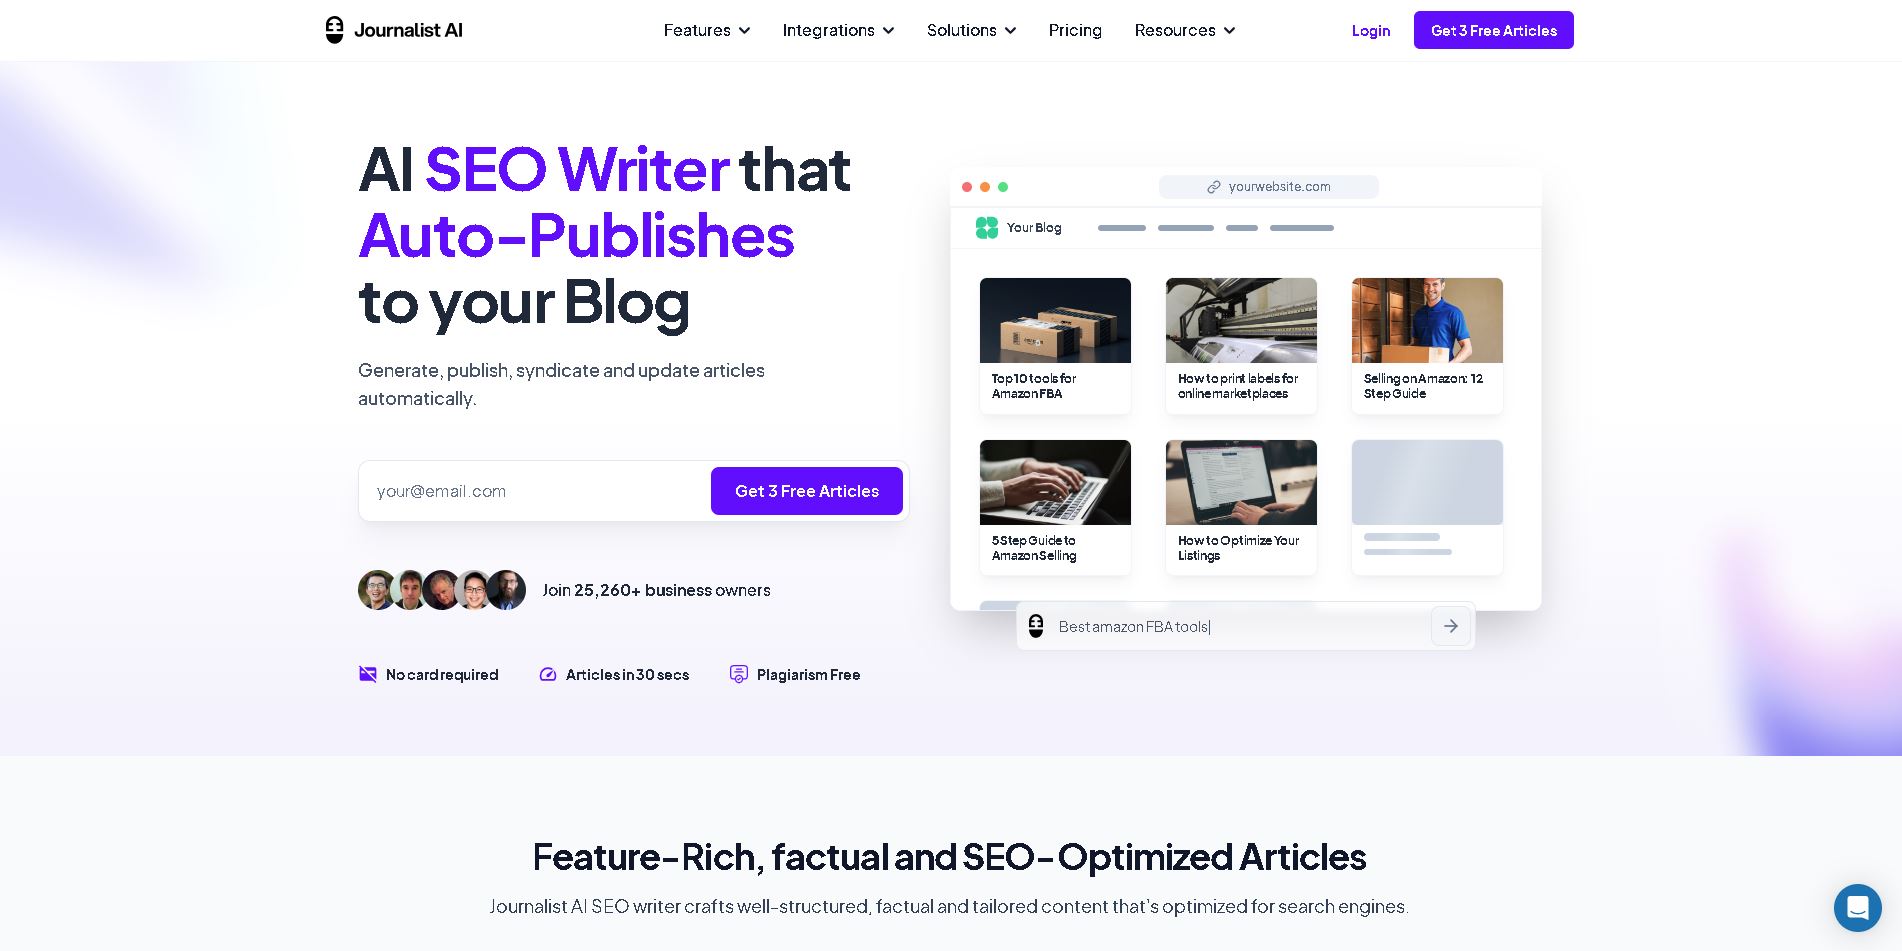 Journalist AI
Features
Integrations
Solutions
Pricing
Resources
Login
Get 3 Free Articles
AI SEO Writer that
Auto-Publishes
to your Blog
Generate, publish, syndicate and update articles
automatically.
your@email.com
Get 3 Free Articles
Join 25,260+ business owners
No card required
Articles in 30 secs
Plagiarism Free
yourwebsite.com
Your Blog
Top 10 tools for
Amazon FBA
How to print labels for
online marketplaces
Selling on Amazon: 12
Step Guide
5 Step Guide to
Amazon Selling
How to Optimize Your
Listings
Best amazon FBA tools|
Feature-Rich, factual and SEO-Optimized Articles
Journalist AI SEO writer crafts well-structured, factual and tailored content that's optimized for search engines.